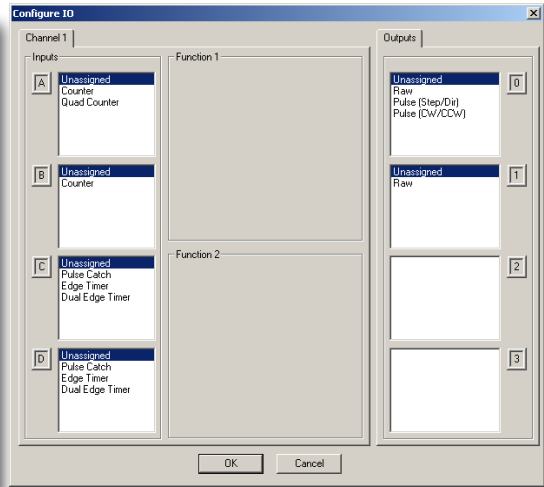 Configure IO
Channel 1
Inputs
A
Unassigned
Counter
Quad Counter
B
Unassigned
Counter
C
Unassigned
Pulse Catch
Edge Timer
Dual Edge Timer
D
Unassigned
Pulse Catch
Edge Timer
Dual Edge Timer
Function 1
Function 2
Outputs
Unassigned
Raw
Pulse (Step/Dir)
Pulse (CW/CCW)
0
Unassigned
Raw
1
2
3
OK
Cancel